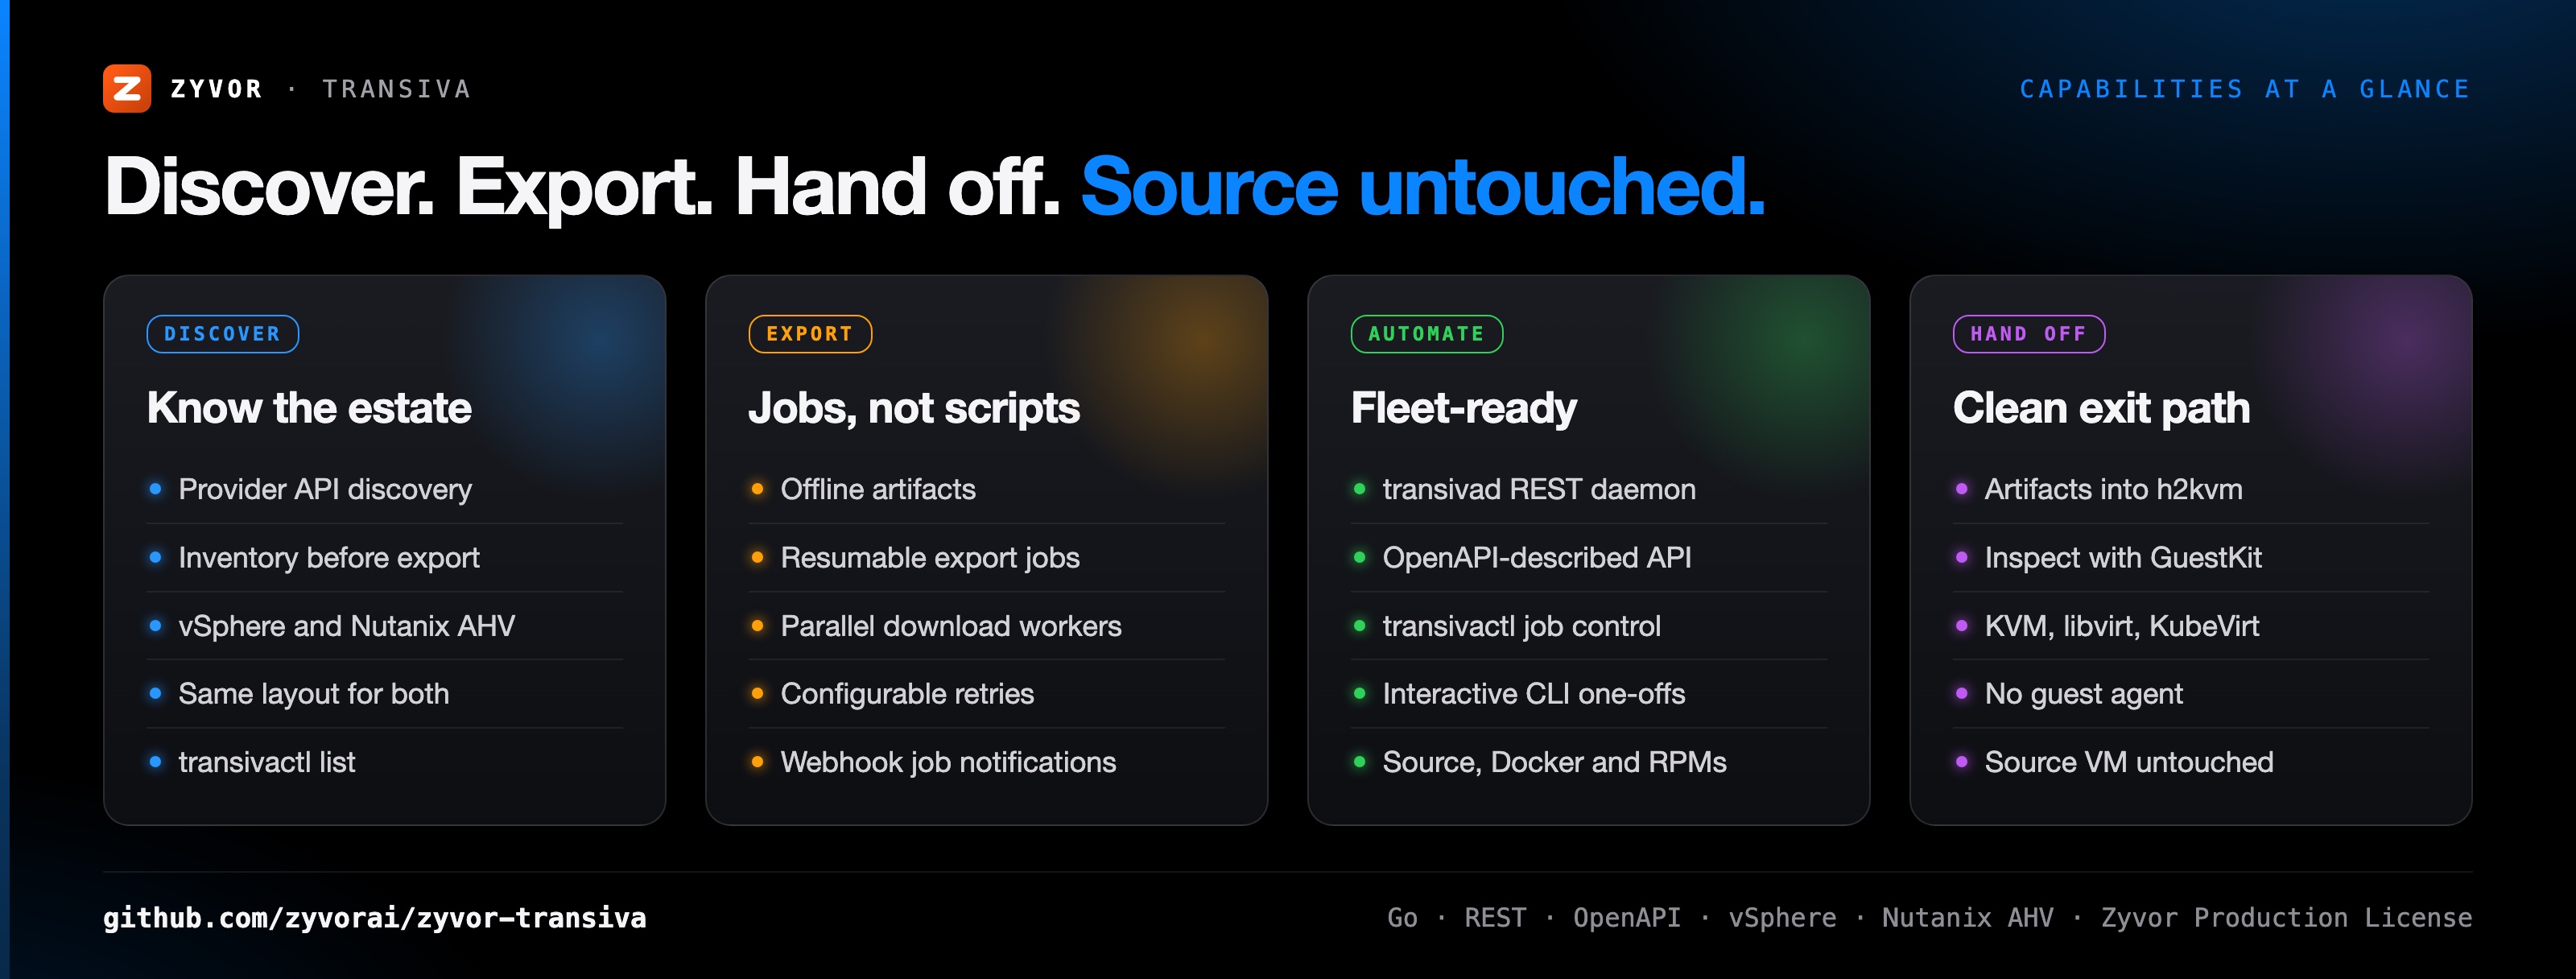 ZYVOR · TRANSIVA
CAPABILITIES AT A GLANCE
Discover. Export. Hand off. Source untouched.
DISCOVER
Know the estate
Provider API discovery
Inventory before export
vSphere and Nutanix AHV
Same layout for both
transivactl list
EXPORT
Jobs, not scripts
Offline artifacts
Resumable export jobs
Parallel download workers
Configurable retries
Webhook job notifications
AUTOMATE
Fleet-ready
transivad REST daemon
OpenAPI-described API
transivactl job control
Interactive CLI one-offs
Source, Docker and RPMs
HAND OFF
Clean exit path
Artifacts into h2kvm
Inspect with GuestKit
KVM, libvirt, KubeVirt
No guest agent
Source VM untouched
github.com/zyvorai/zyvor-transiva
Go · REST · OpenAPI · vSphere · Nutanix AHV · Zyvor Production License